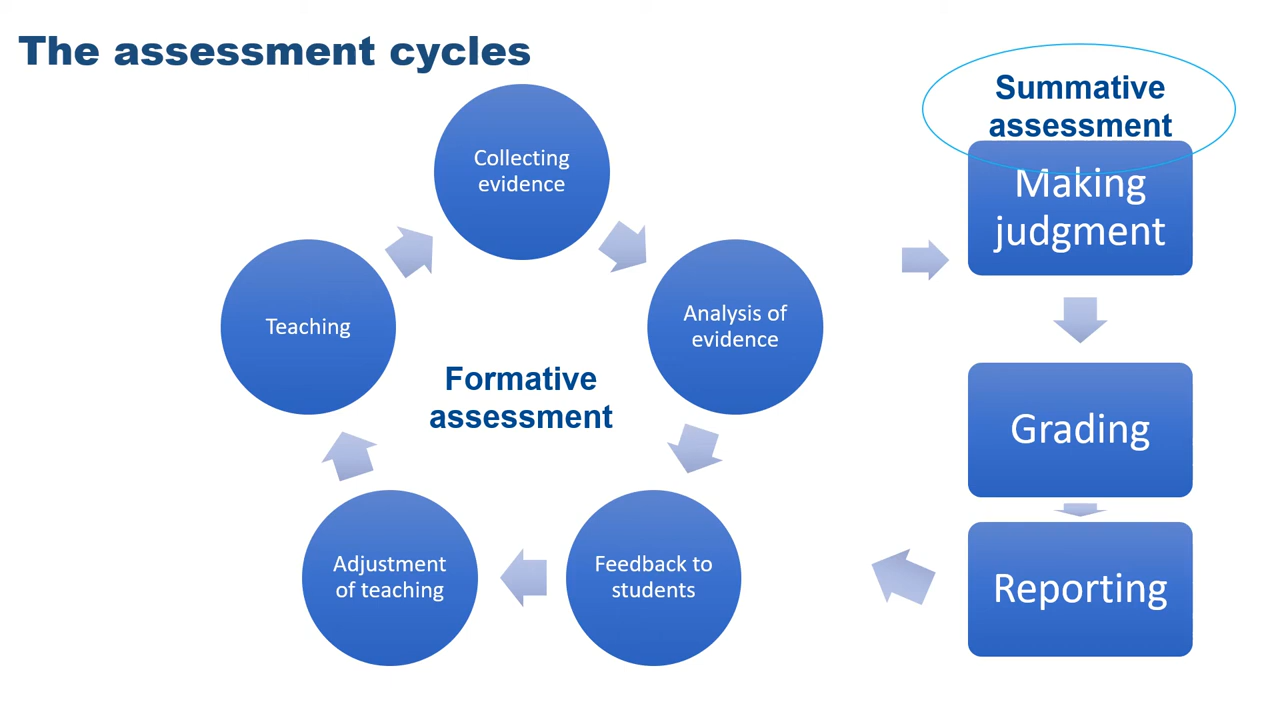 The assessment cycles
Summative
assessment
Collecting
evidence
Making
judgment
Teaching
Analysis of
evidence
Formative
assessment
Grading
Adjustment
of teaching
Feedback to
students
Reporting